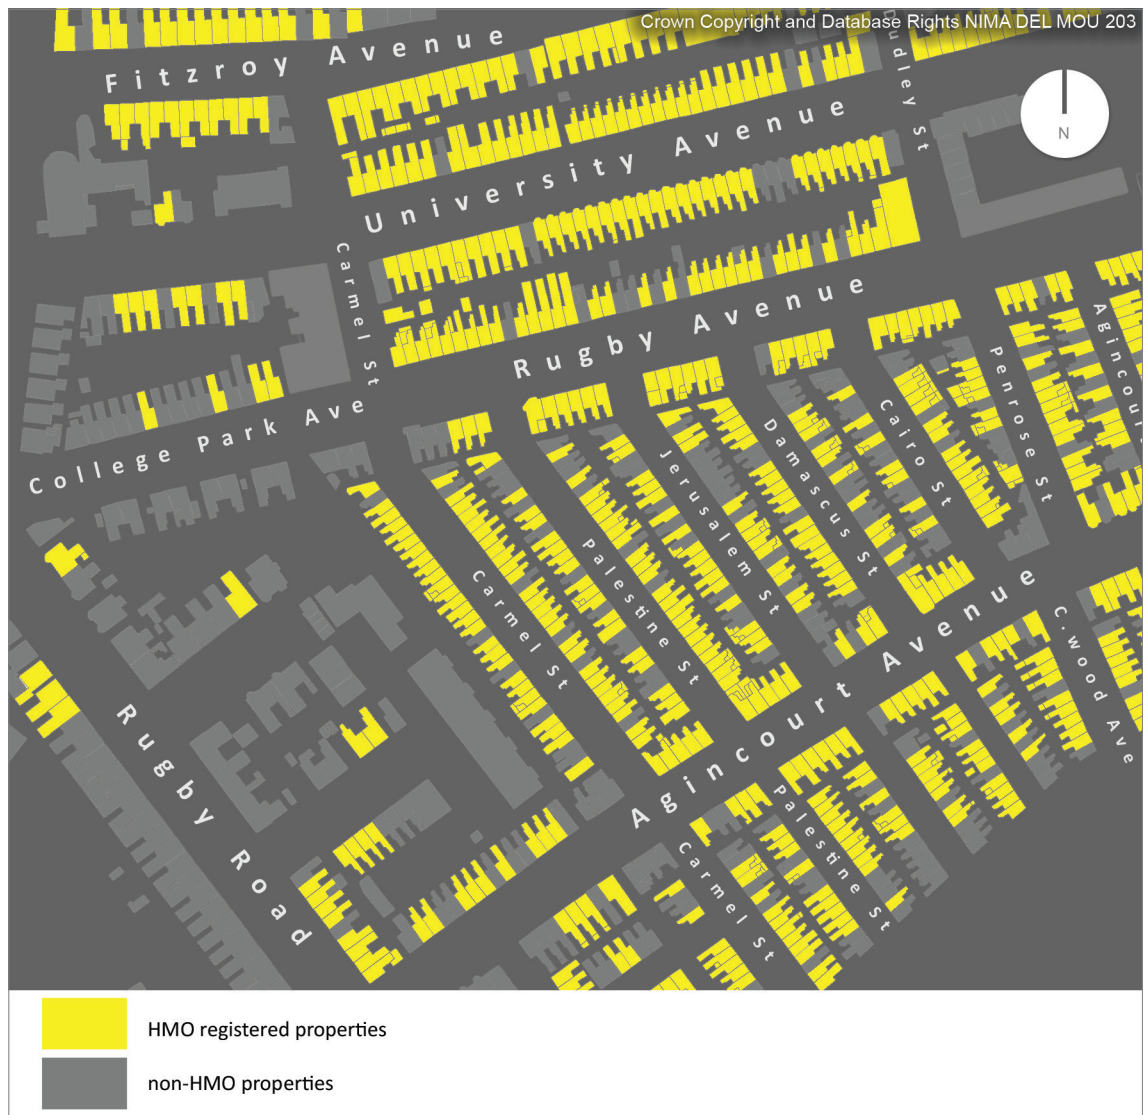 Crown Copyright and Database Rights NIMA DEL MOU 203
Fitzroy Avenue
Dudley St
N
University Avenue
Carmel St
Rugby Avenue
College Park Ave
Agincour
Penrose St
Cairo St
Damascus St
Jerusalem St
Palestine St
Carmel St
Agincourt Avenue
C.wood Ave
Rugby Road
Palestine St
Carmel St
HMO registered properties
non-HMO properties